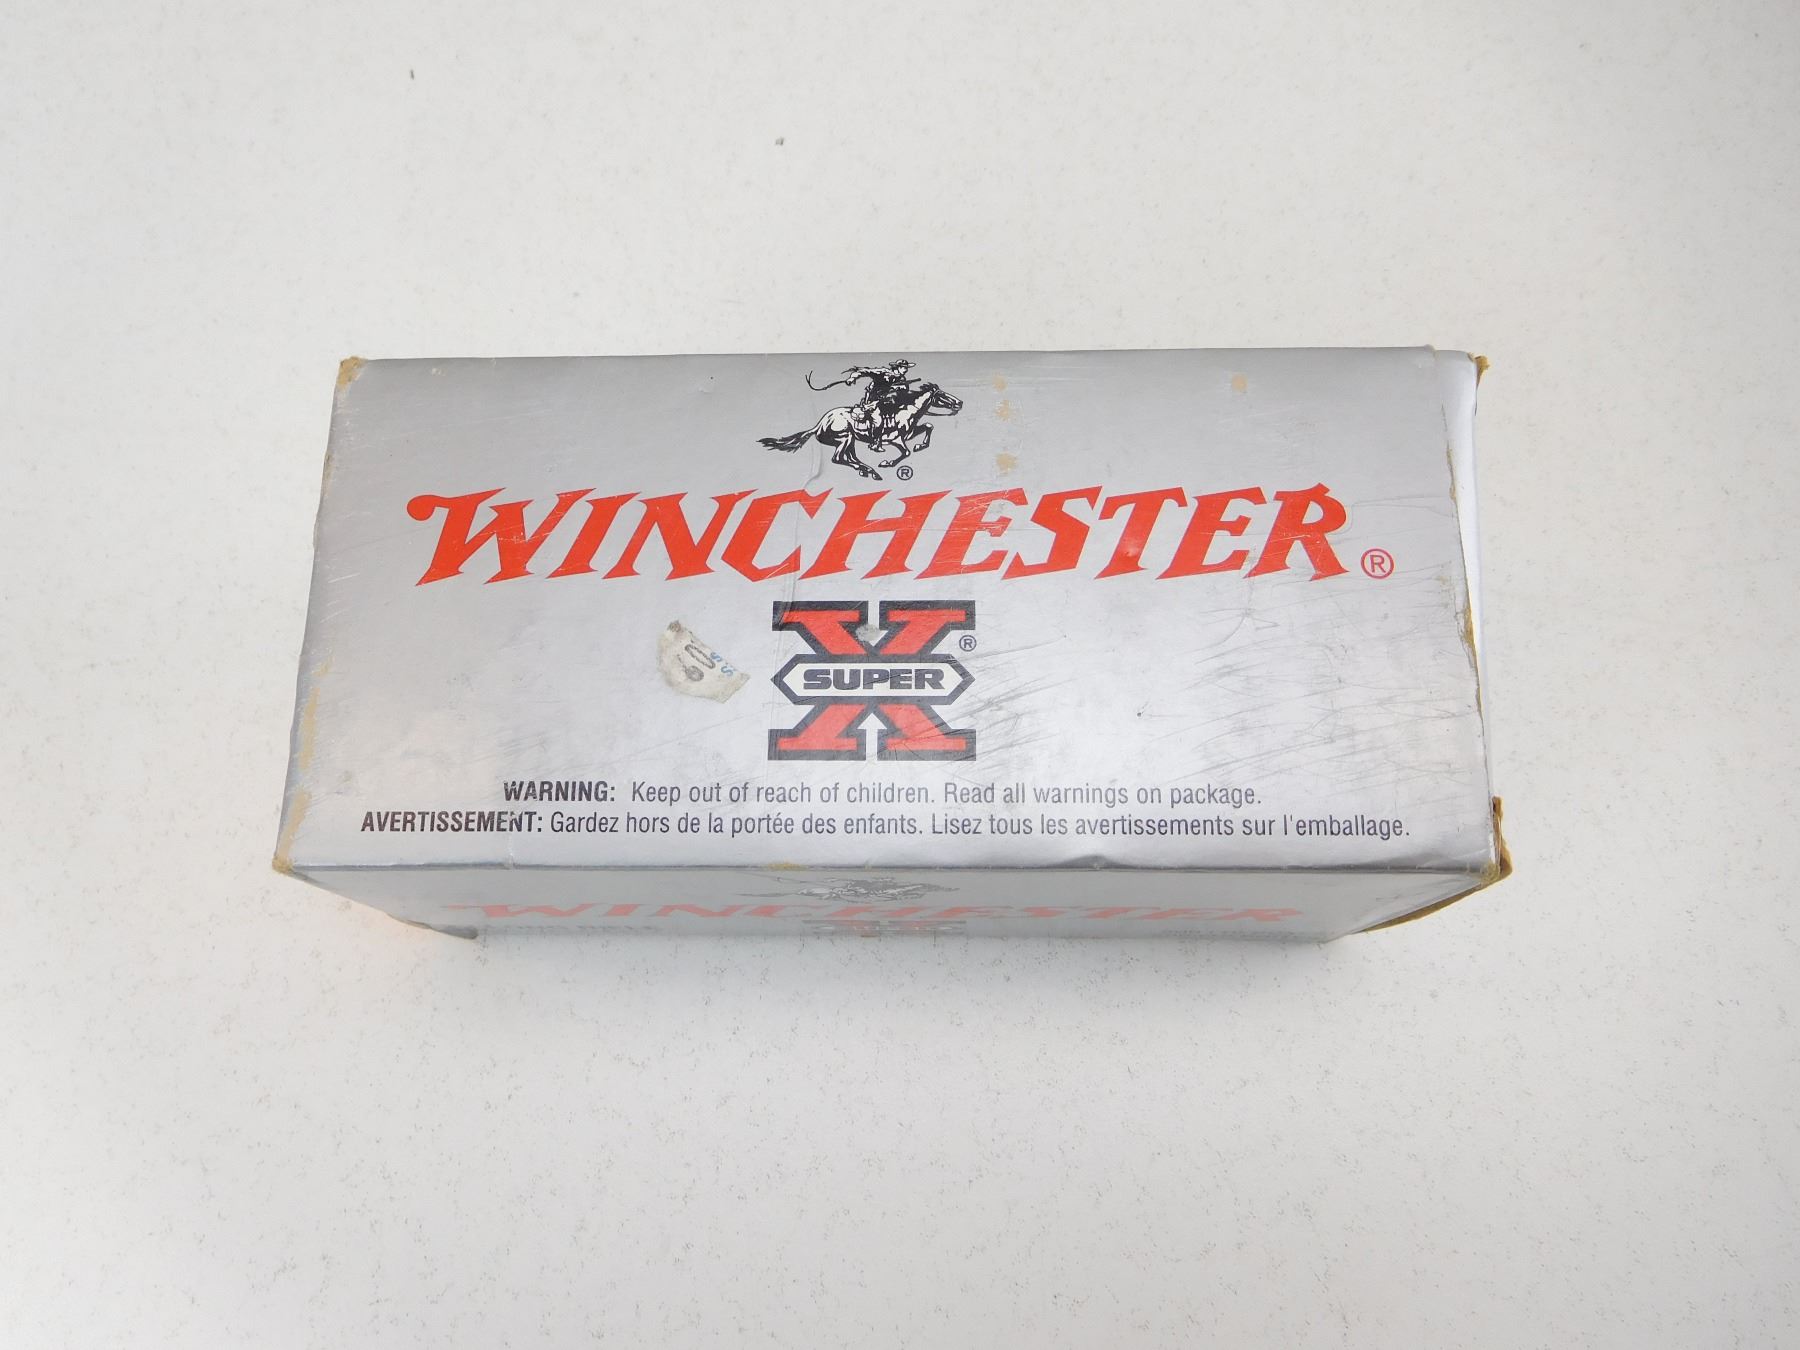 ®
WINCHESTER®
X®
SUPER
WARNING: Keep out of reach of children. Read all warnings on package.
AVERTISSEMENT: Gardez hors de la portée des enfants. Lisez tous les avertissements sur l'emballage.
WINCHESTER